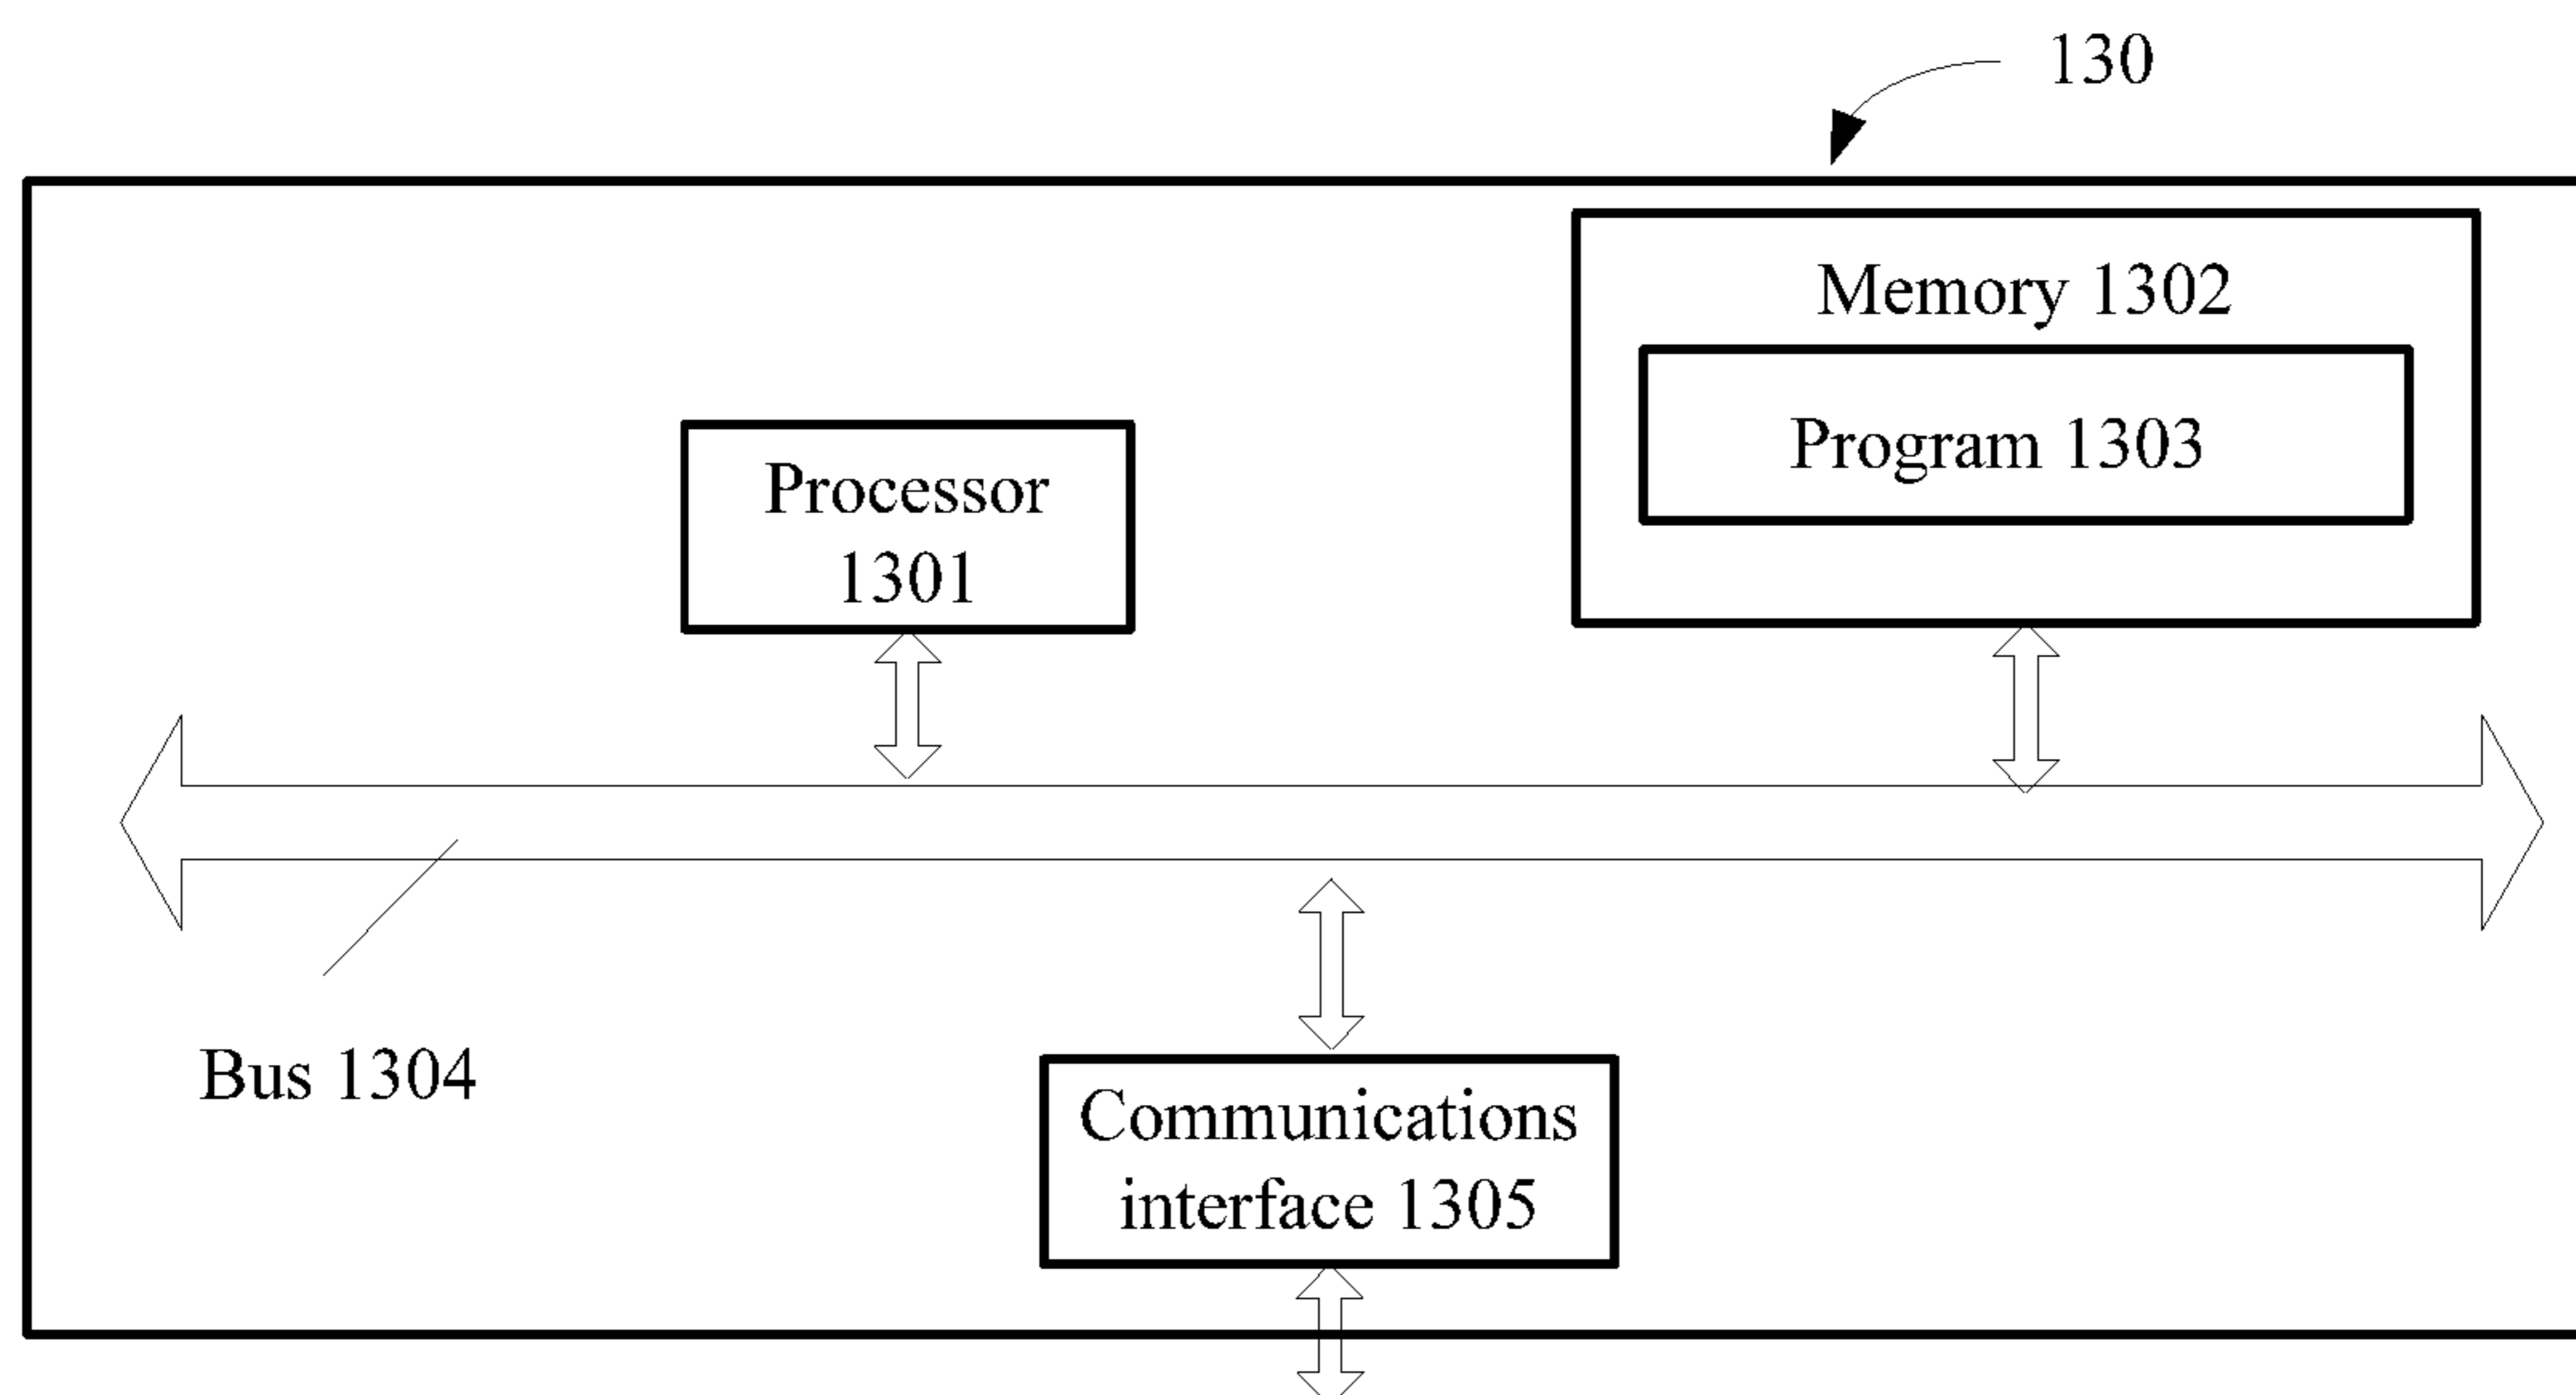 130
Memory 1302
Program 1303
Processor
1301
Bus 1304
Communications
interface 1305